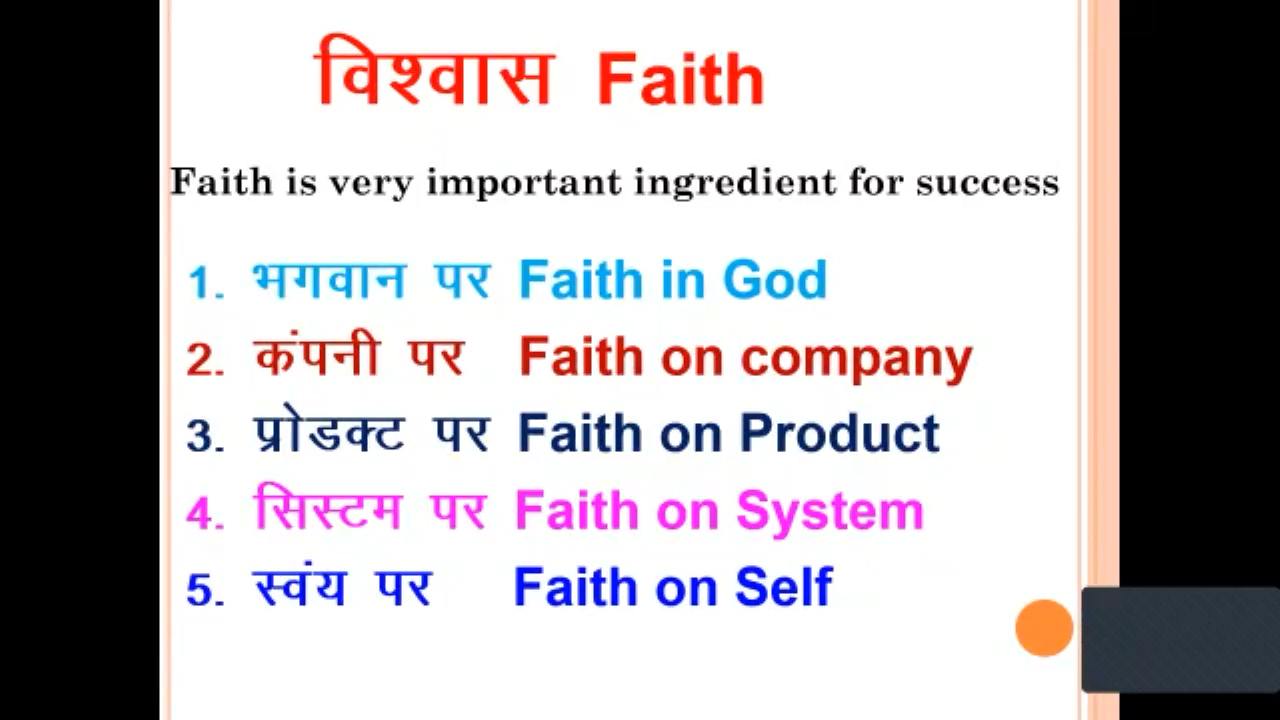 विश्वास Faith
Faith is very important ingredient for success
1. भगवान पर Faith in God
2. कंपनी पर Faith on company
3. प्रोडक्ट पर Faith on Product
4. सिस्टम पर Faith on System
5. स्वंय पर Faith on Self